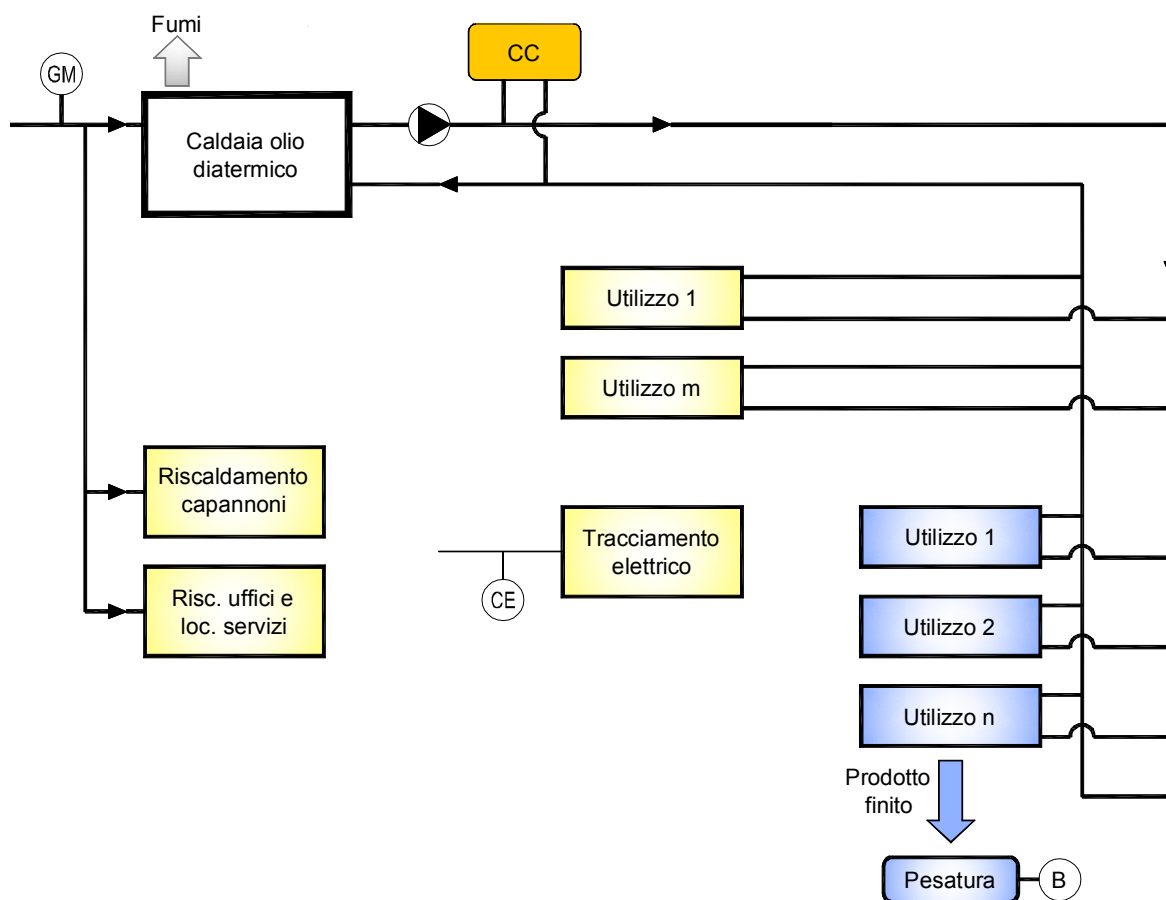 Fumi
GM
CC
Caldaia olio
diatermico
Utilizzo 1
Utilizzo m
Riscaldamento
capannoni
Tracciamento
elettrico
Utilizzo 1
CE
Risc. uffici e
loc. servizi
Utilizzo 2
Utilizzo n
Prodotto
finito
Pesatura
B